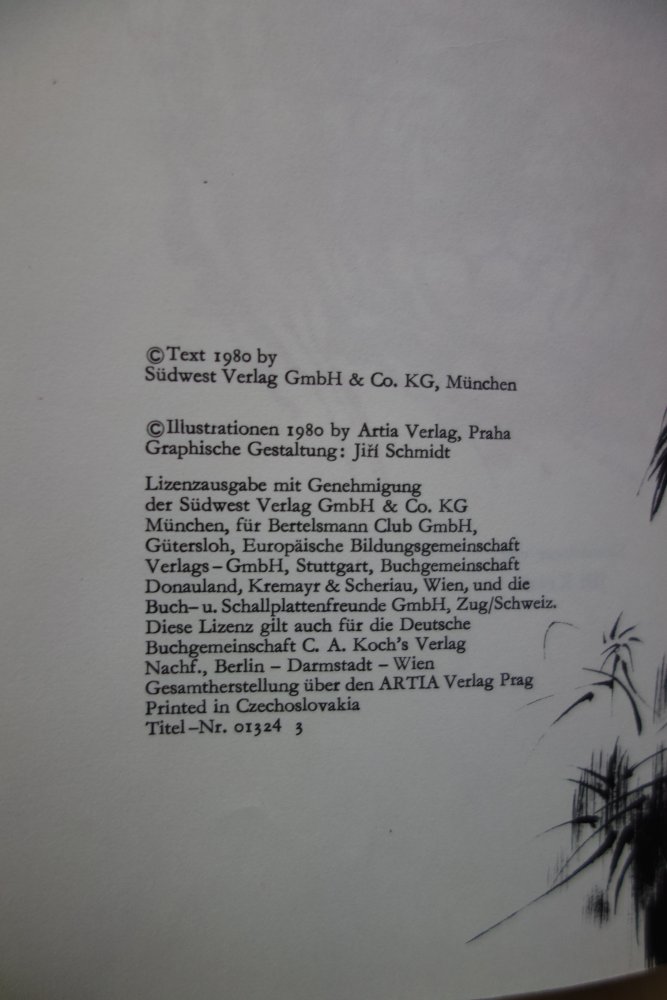 ©Text 1980 by
Südwest Verlag GmbH & Co. KG, München
©Illustrationen 1980 by Artia Verlag, Praha
Graphische Gestaltung: Jiří Schmidt
Lizenzausgabe mit Genehmigung
der Südwest Verlag GmbH & Co. KG
München, für Bertelsmann Club GmbH,
Gütersloh, Europäische Bildungsgemeinschaft
Verlags–GmbH, Stuttgart, Buchgemeinschaft
Donauland, Kremayr & Scheriau, Wien, und die
Buch– u. Schallplattenfreunde GmbH, Zug/Schweiz.
Diese Lizenz gilt auch für die Deutsche
Buchgemeinschaft C. A. Koch's Verlag
Nachf., Berlin – Darmstadt – Wien
Gesamtherstellung über den ARTIA Verlag Prag
Printed in Czechoslovakia
Titel–Nr. 01324 3